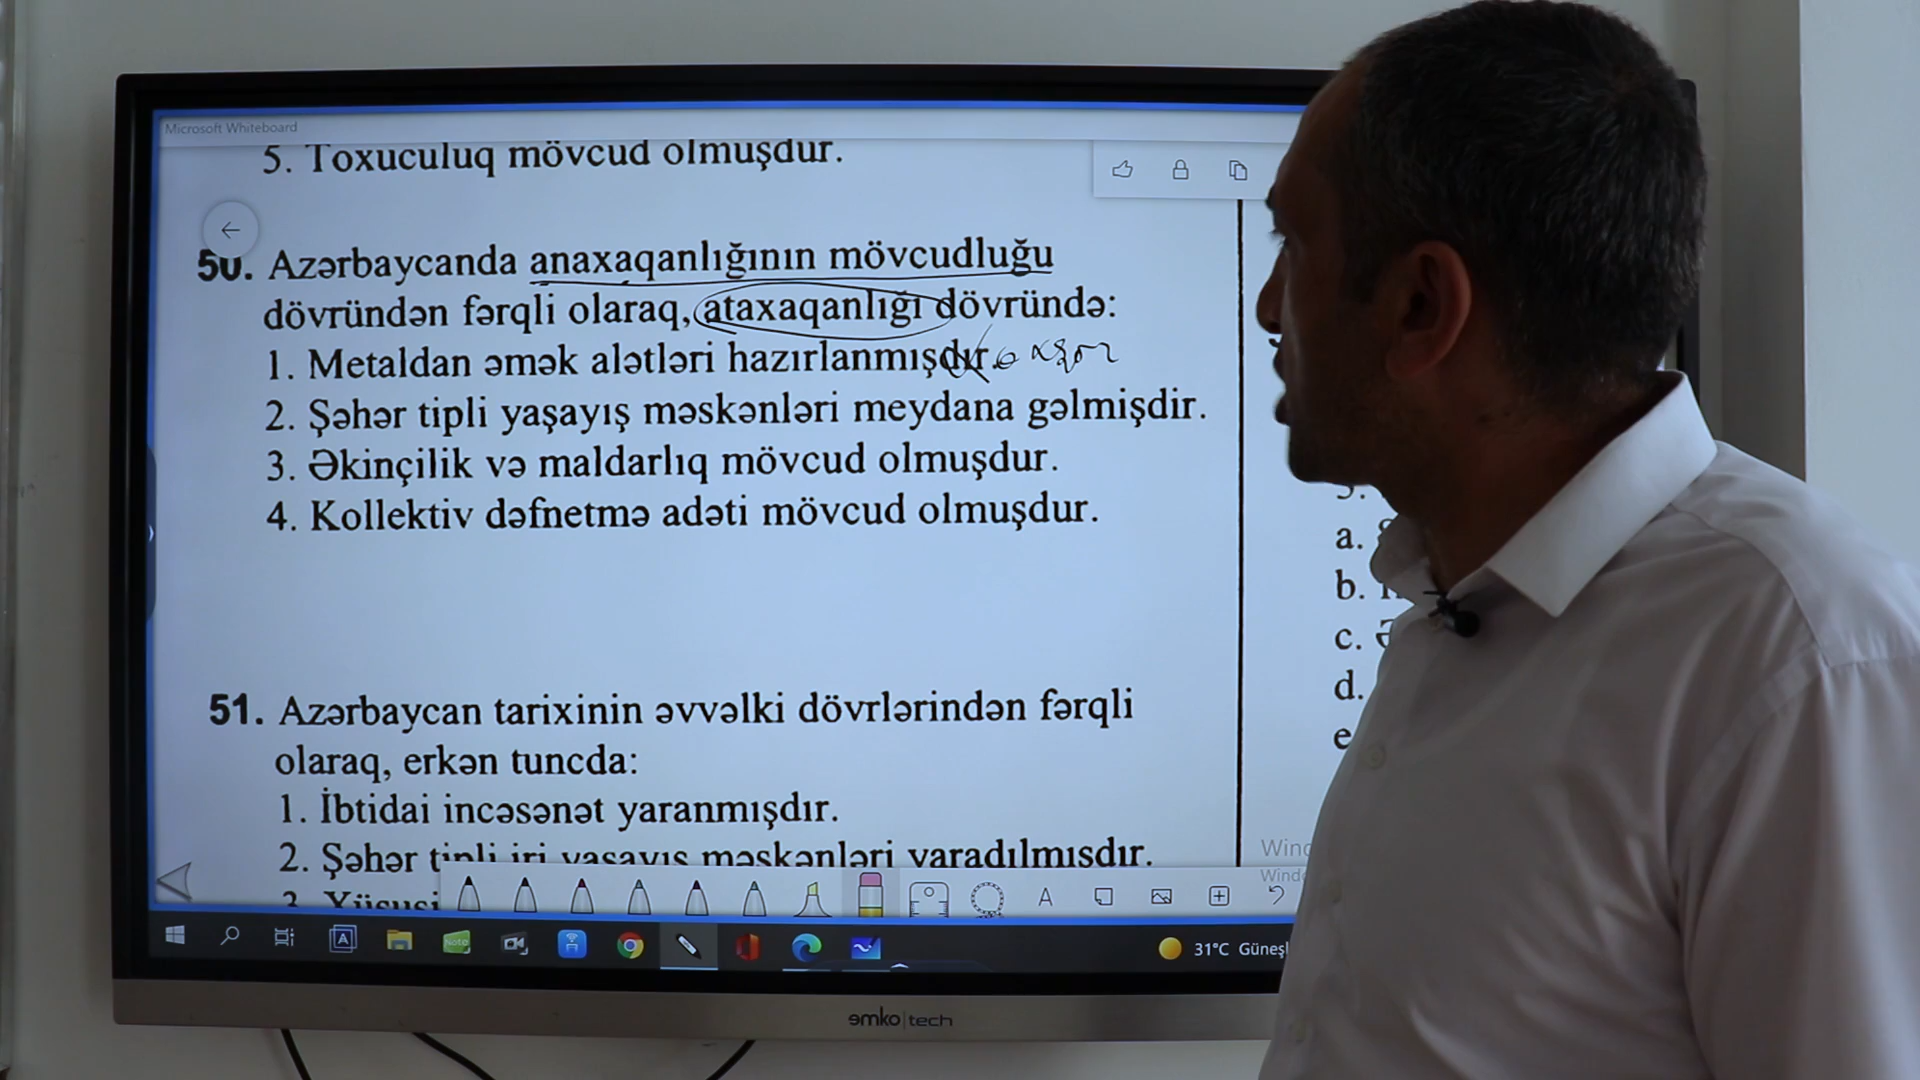 Microsoft Whiteboard
5. Toxuculuq mövcud olmuşdur.
50. Azərbaycanda anaxaqanlığının mövcudluğu
dövründən fərqli olaraq, ataxaqanlığı dövründə:
1. Metaldan əmək alətləri hazırlanmışdır.
2. Şəhər tipli yaşayış məskənləri meydana gəlmişdir.
3. Əkinçilik və maldarlıq mövcud olmuşdur.
4. Kollektiv dəfnetmə adəti mövcud olmuşdur.
51. Azərbaycan tarixinin əvvəlki dövrlərindən fərqli
olaraq, erkən tuncda:
1. İbtidai incəsənət yaranmışdır.
2. Şəhər tipli iri yaşayış məskənləri yaradılmışdır.
3.
a.
b.
c.
d.
e
31°C
emko|tech